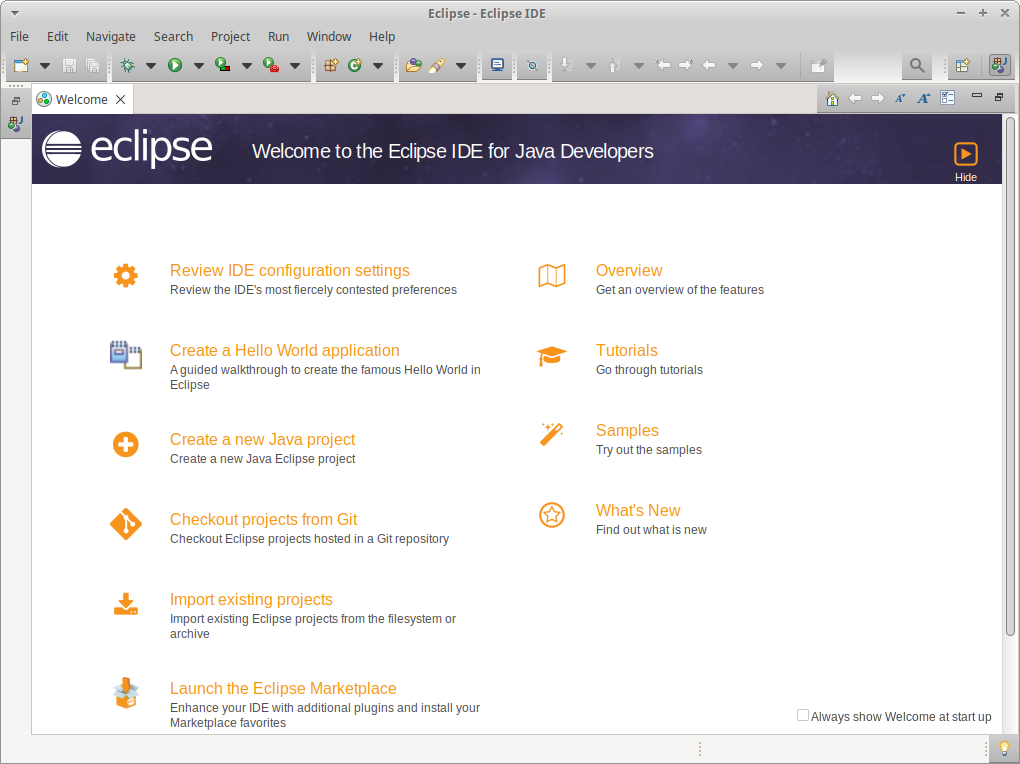 Eclipse - Eclipse IDE
File Edit Navigate Search Project Run Window Help
Welcome
eclipse
Welcome to the Eclipse IDE for Java Developers
Hide
Review IDE configuration settings
Review the IDE's most fiercely contested preferences
Create a Hello World application
A guided walkthrough to create the famous Hello World in
Eclipse
Create a new Java project
Create a new Java Eclipse project
Checkout projects from Git
Checkout Eclipse projects hosted in a Git repository
Import existing projects
Import existing Eclipse projects from the filesystem or
archive
Launch the Eclipse Marketplace
Enhance your IDE with additional plugins and install your
Marketplace favorites
Overview
Get an overview of the features
Tutorials
Go through tutorials
Samples
Try out the samples
What's New
Find out what is new
Always show Welcome at start up